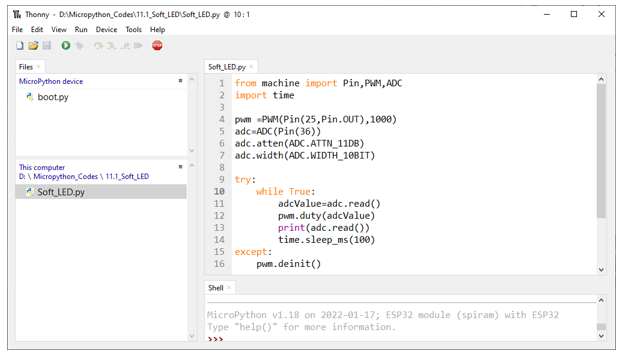 Thonny - D:\Micropython_Codes\11.1_Soft_LED\Soft_LED.py @ 10 : 1
File Edit View Run Device Tools Help
STOP
Files ×
MicroPython device
boot.py
This computer
D: \ Micropython_Codes \ 11.1_Soft_LED
Soft_LED.py
Soft_LED.py ×
1 from machine import Pin,PWM,ADC
2 import time
3
4 pwm =PWM(Pin(25,Pin.OUT),1000)
5 adc=ADC(Pin(36))
6 adc.atten(ADC.ATTN_11DB)
7 adc.width(ADC.WIDTH_10BIT)
8
9 try:
10     while True:
11         adcValue=adc.read()
12         pwm.duty(adcValue)
13         print(adc.read())
14         time.sleep_ms(100)
15 except:
16     pwm.deinit()
Shell ×
MicroPython v1.18 on 2022-01-17; ESP32 module (spiram) with ESP32
Type "help()" for more information.
>>>